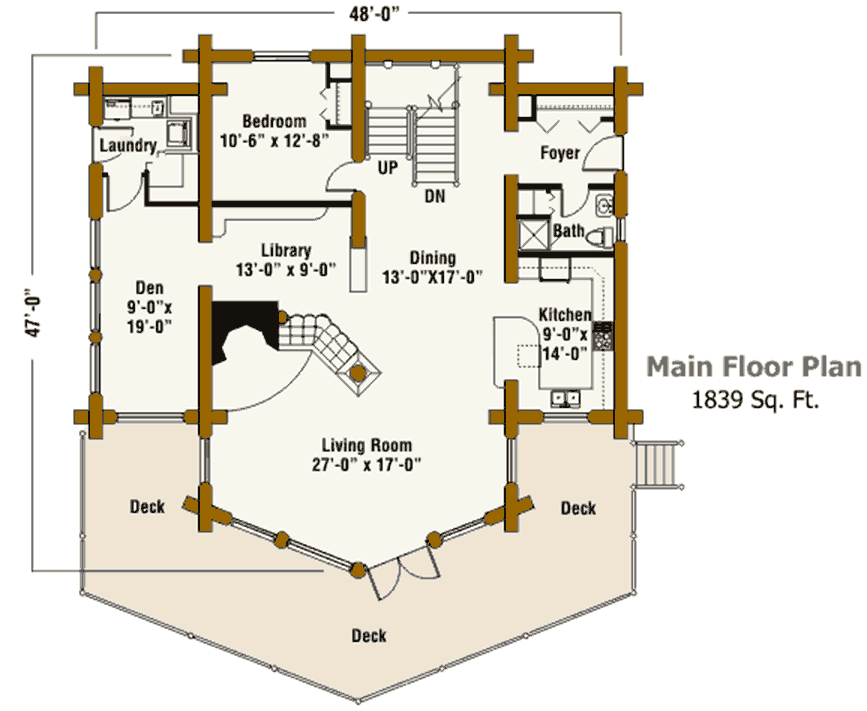 48'-0"
Bedroom
10'-6" x 12'-8"
Laundry
Foyer
UP
DN
Bath
Library
13'-0" x 9'-0"
Dining
13'-0"X17'-0"
Den
9'-0"x
19'-0"
47'-0"
Kitchen
9'-0"x
14'-0"
Main Floor Plan
1839 Sq. Ft.
Living Room
27'-0" x 17'-0"
Deck
Deck
Deck